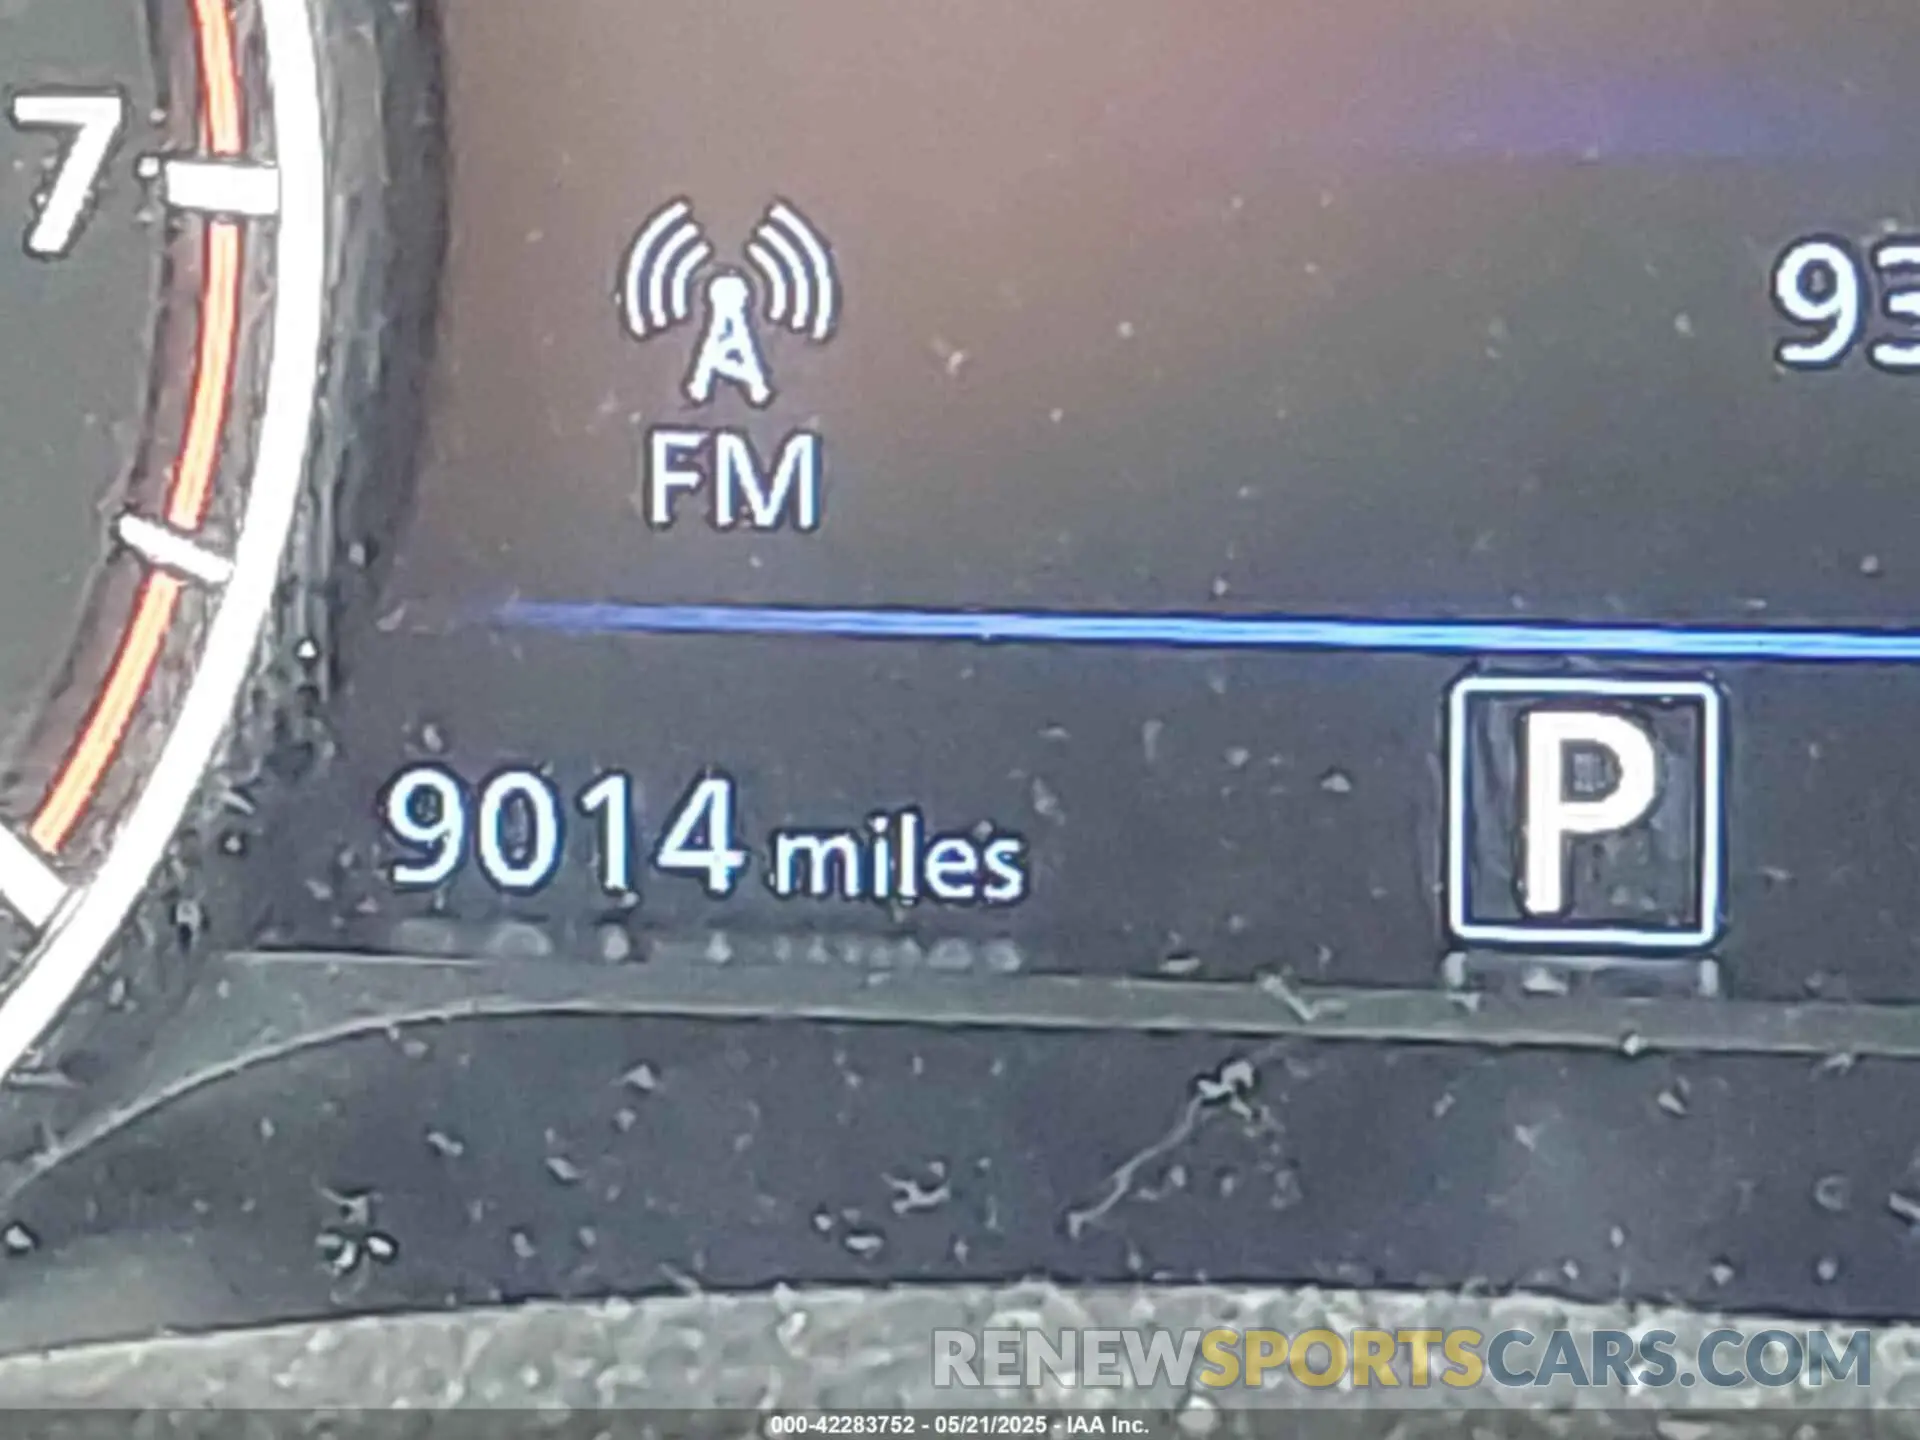 7
93
FM
9014 miles
P
RENEWSPORTSCARS.COM
000-42283752 - 05/21/2025 - IAA Inc.